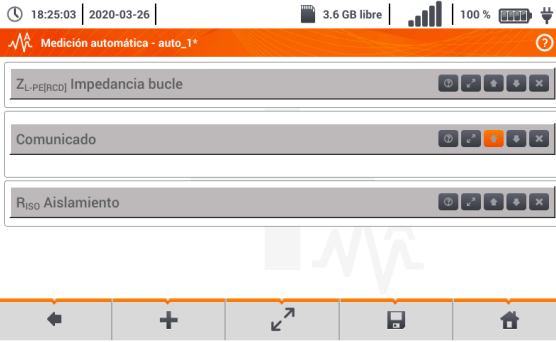 18:25:03 2020-03-26 3.6 GB libre 100 %
Medición automática - auto_1*
ZL-PE[RCD] Impedancia bucle
Comunicado
RISO Aislamiento